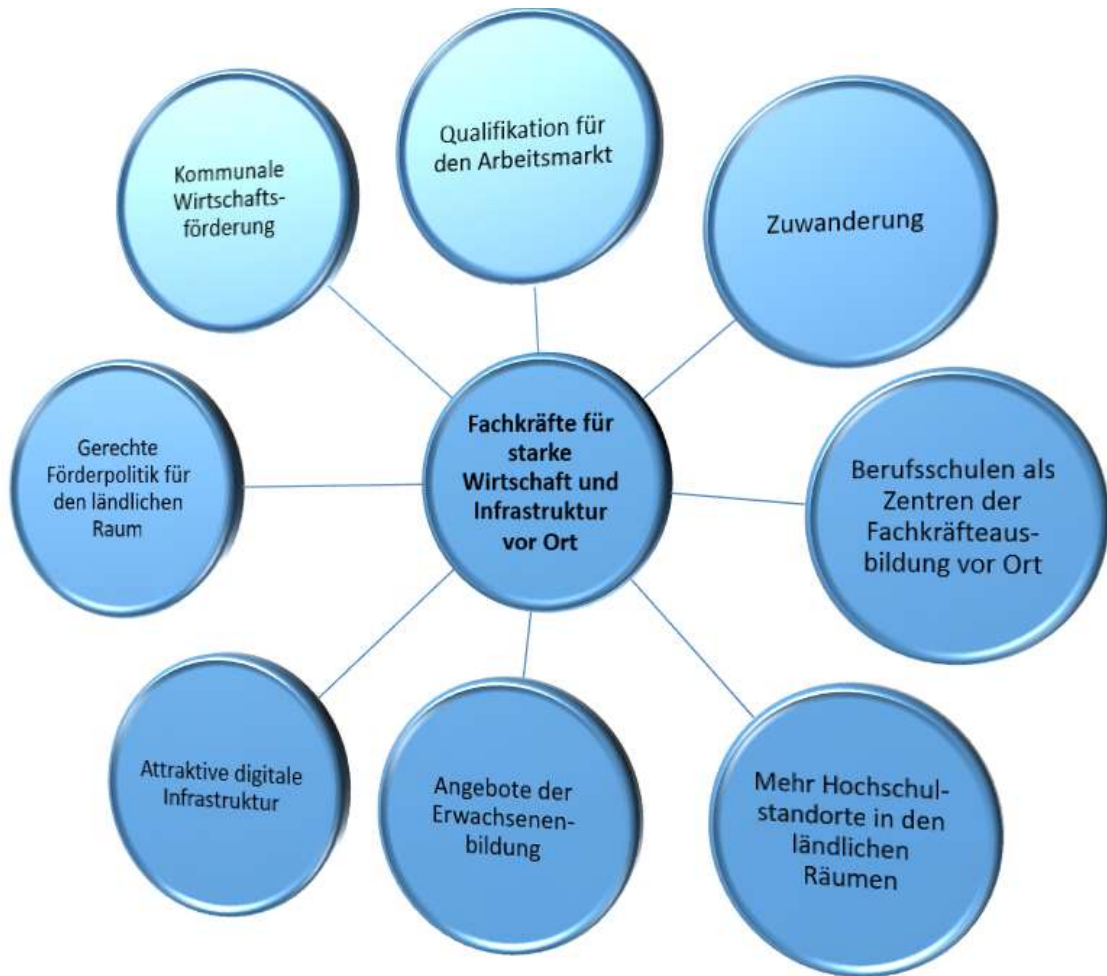 Qualifikation für
den Arbeitsmarkt
Zuwanderung
Berufsschulen als
Zentren der
Fachkräfteaus-
bildung vor Ort
Mehr Hochschul-
standorte in den
ländlichen
Räumen
Angebote der
Erwachsenen-
bildung
Attraktive digitale
Infrastruktur
Gerechte
Förderpolitik für
den ländlichen
Raum
Kommunale
Wirtschafts-
förderung
Fachkräfte für
starke
Wirtschaft und
Infrastruktur
vor Ort